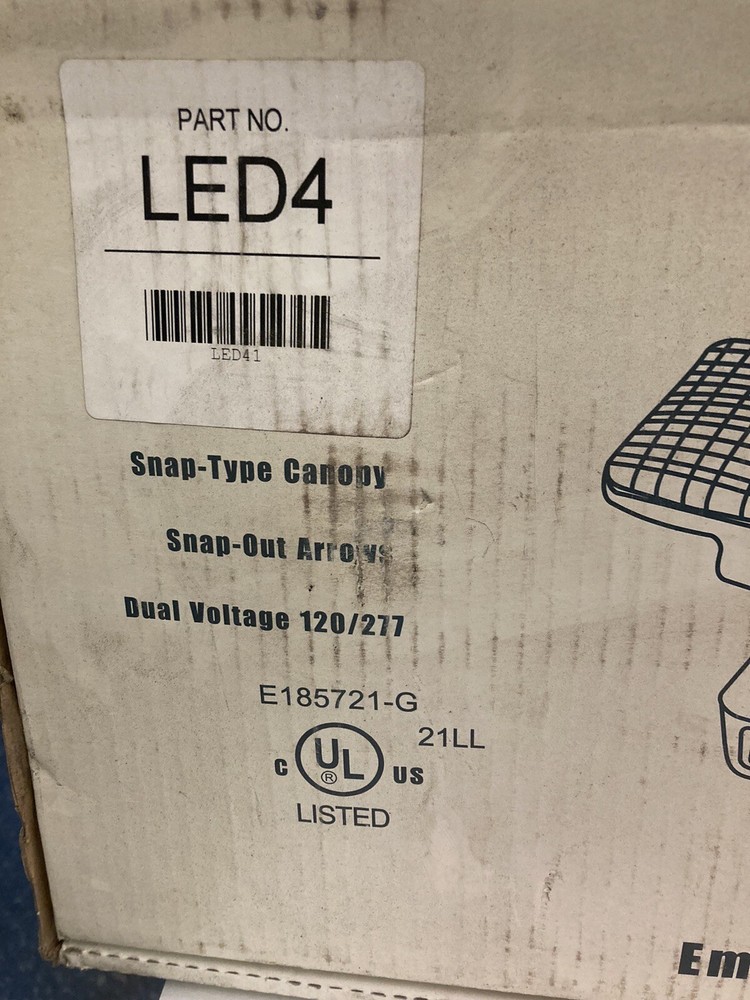 PART NO.
LED4
LED41
Snap-Type Canopy
Snap-Out Arrows
Dual Voltage 120/277
E185721-G
21LL
C UL ® US
LISTED
Em